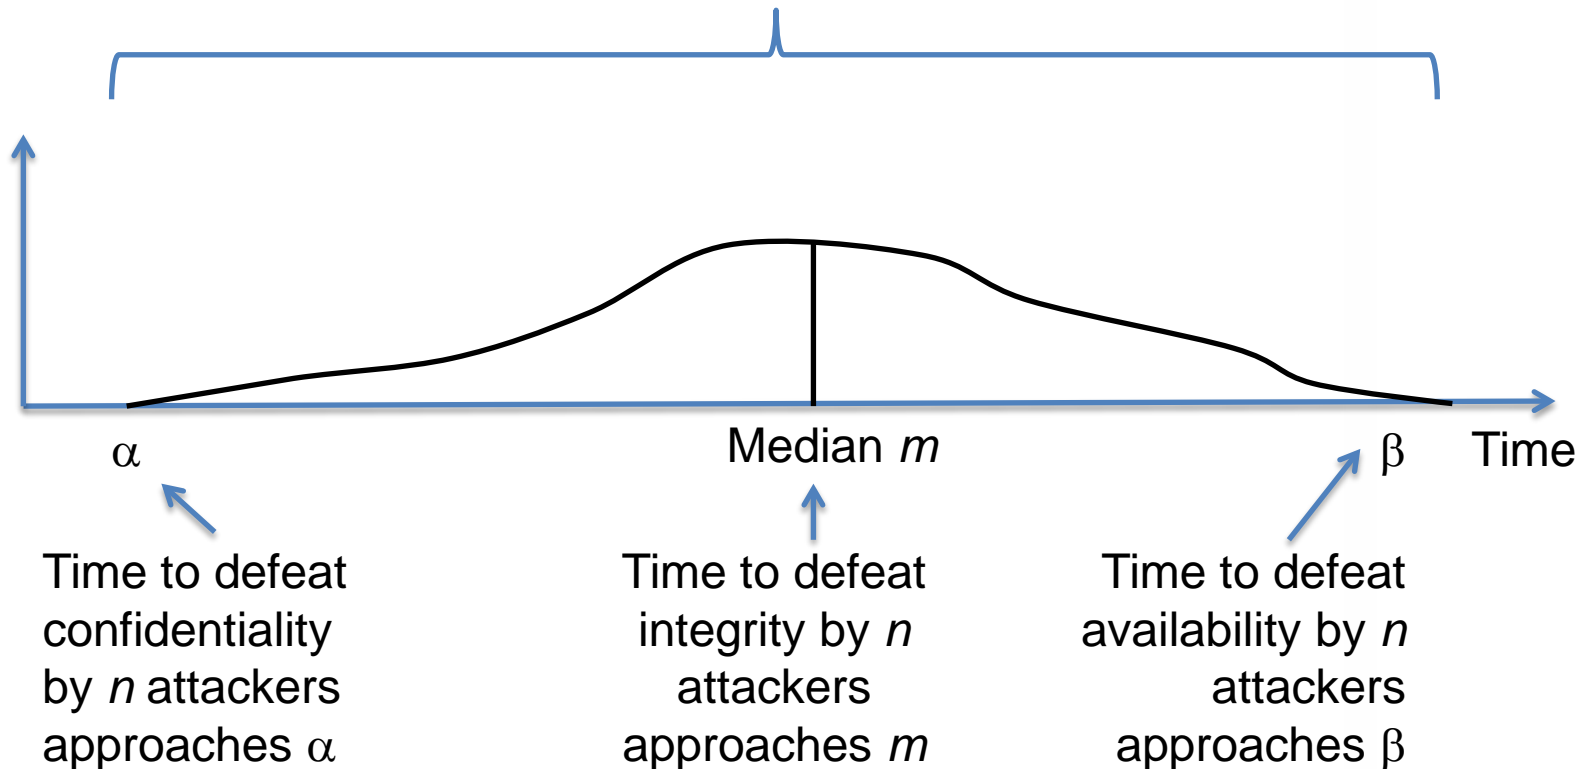 α
Median m
β
Time
Time to defeat
confidentiality
by n attackers
approaches α
Time to defeat
integrity by n
attackers
approaches m
Time to defeat
availability by n
attackers
approaches β